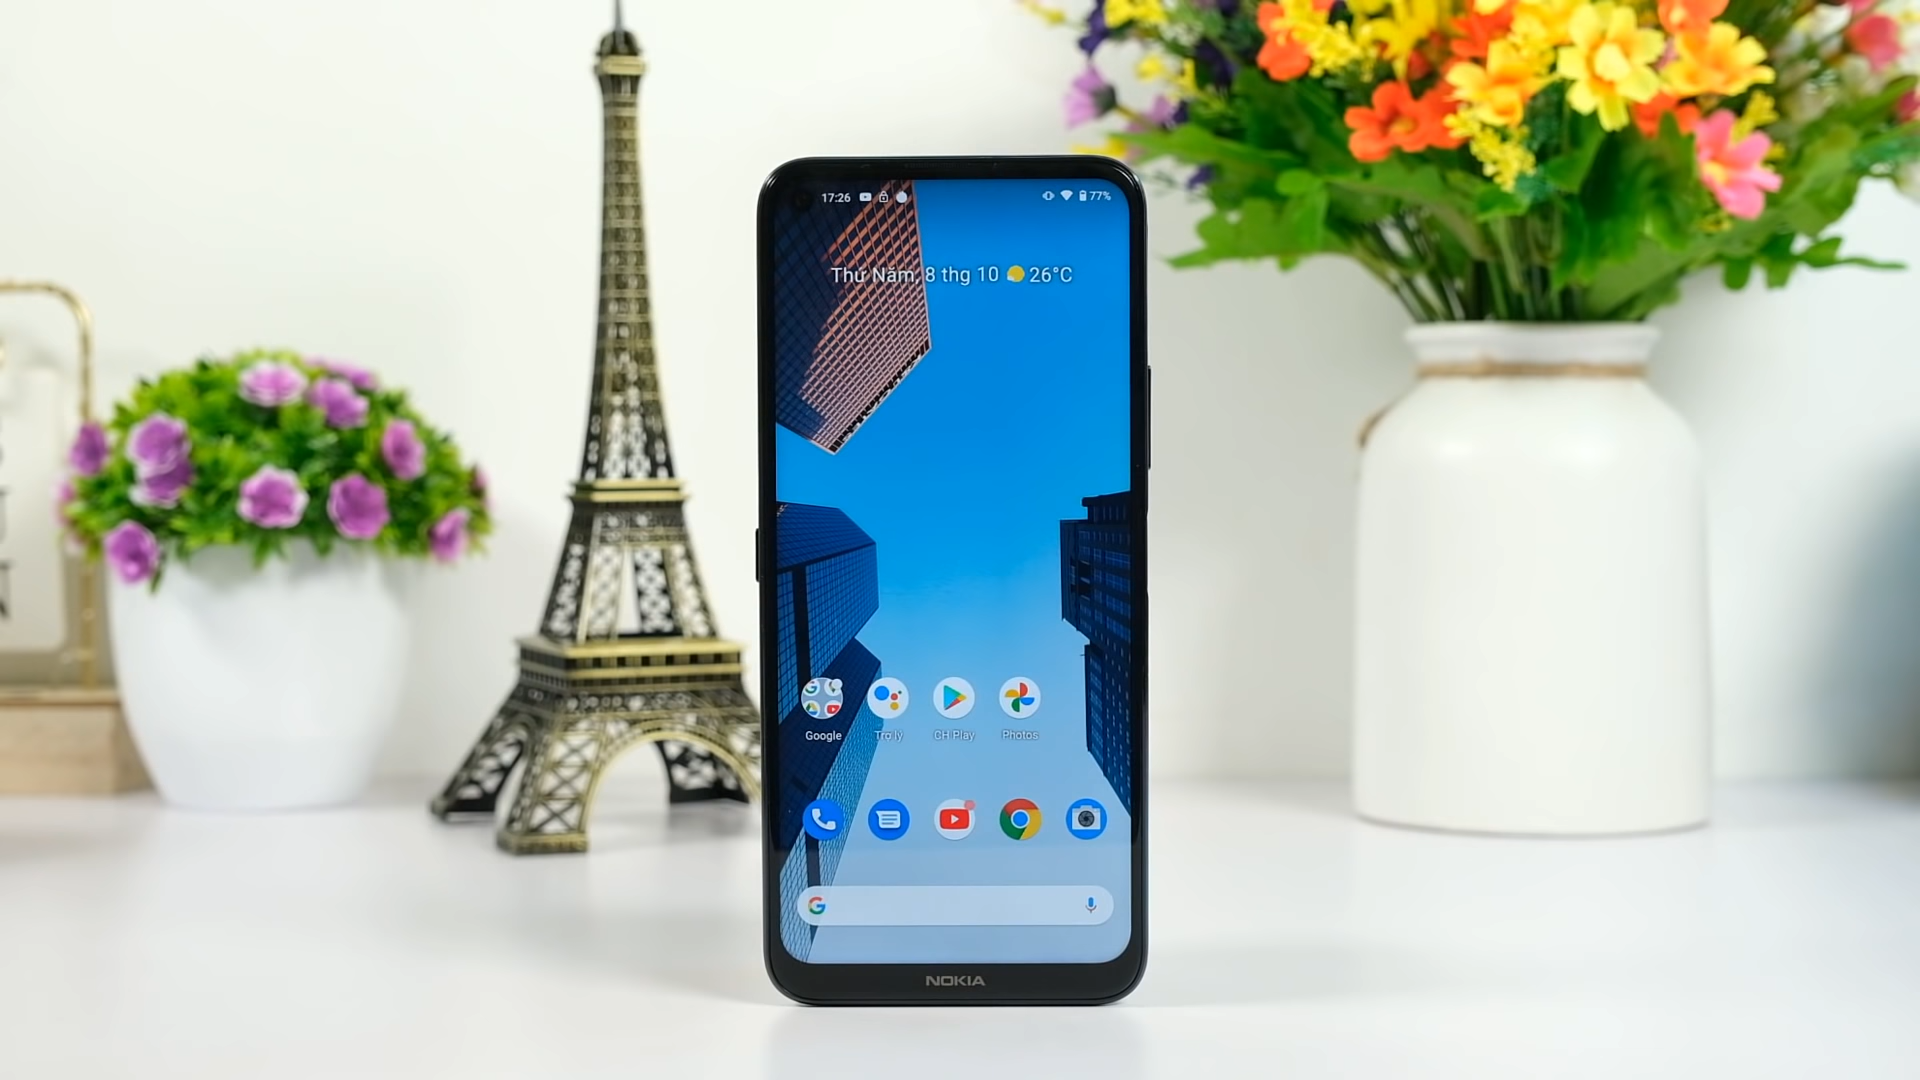 17:26
77%
Thứ Năm, 8 thg 10 26°C
Google Trợ lý CH Play Photos
NOKIA